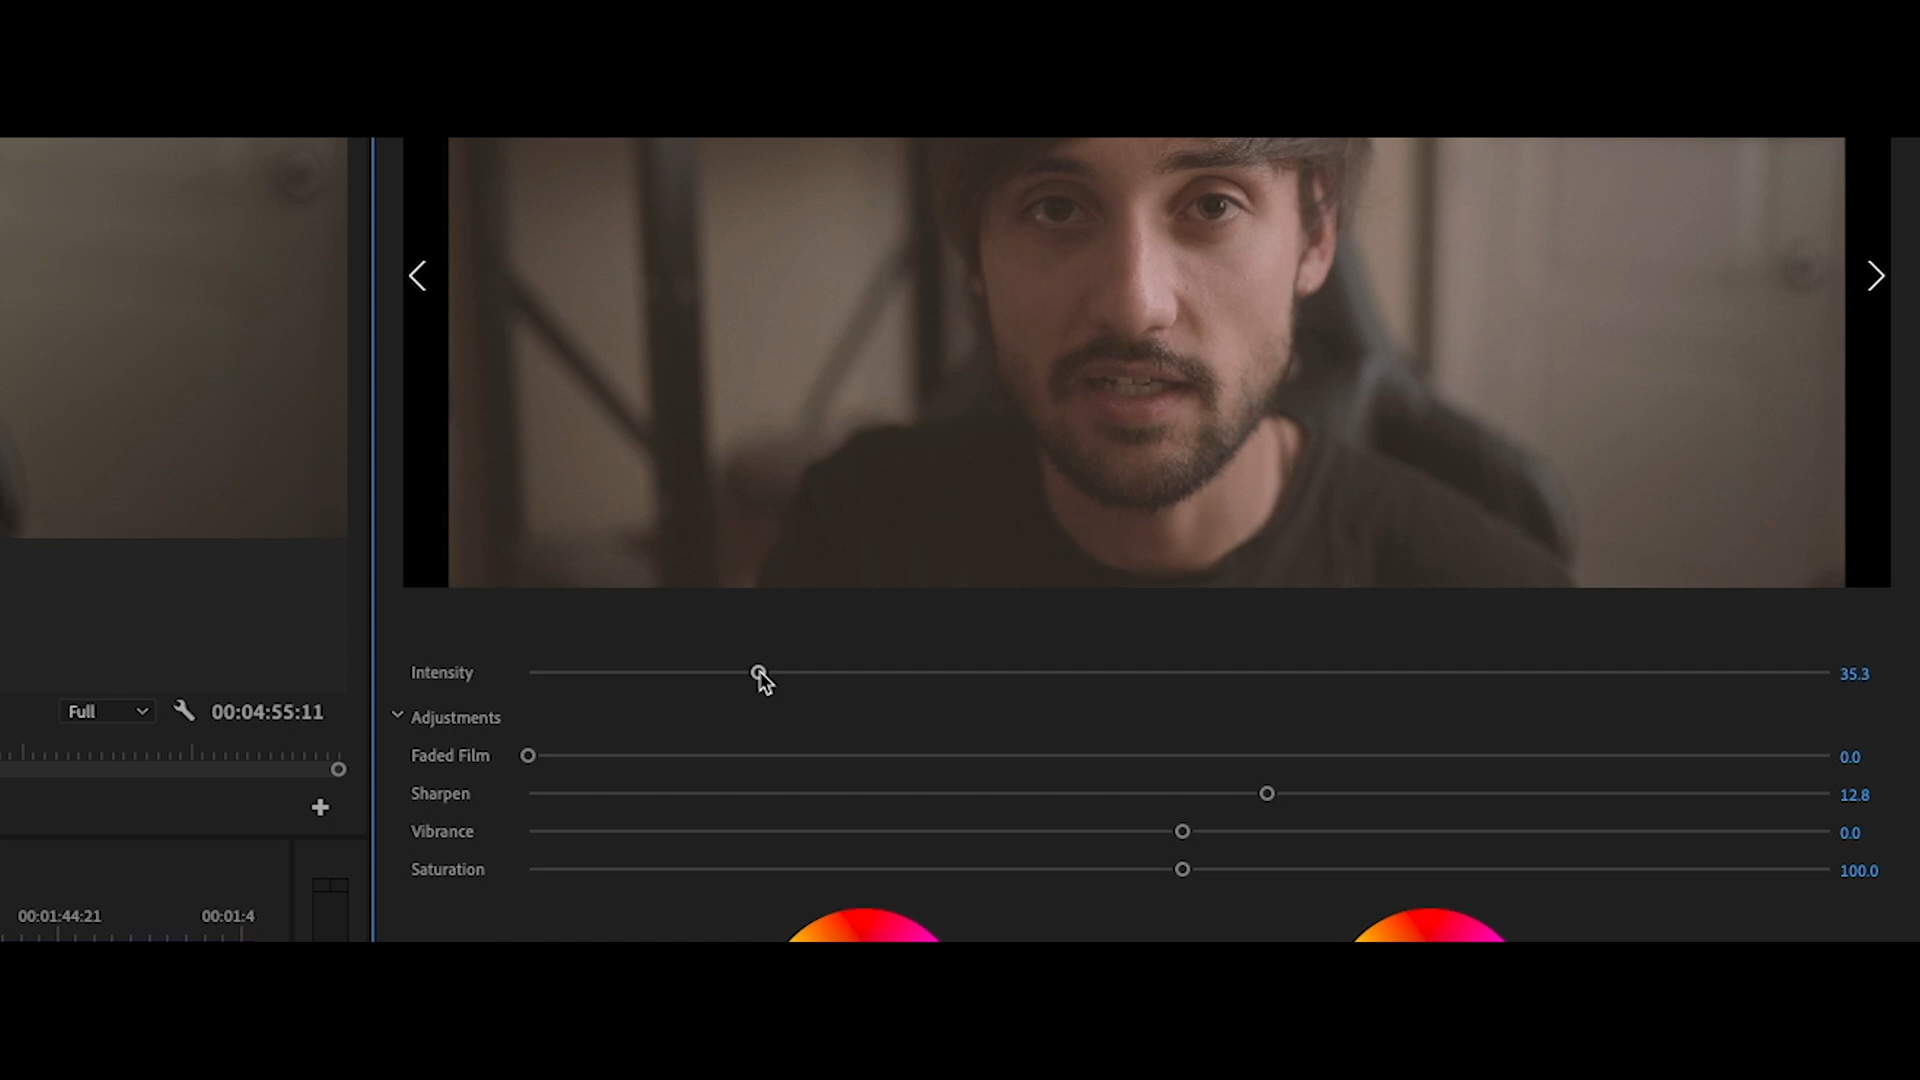 Intensity 35.3
Full 00:04:55:11
Adjustments
Faded Film 0.0
Sharpen 12.8
Vibrance 0.0
Saturation 100.0
00:01:44:21 00:01:4